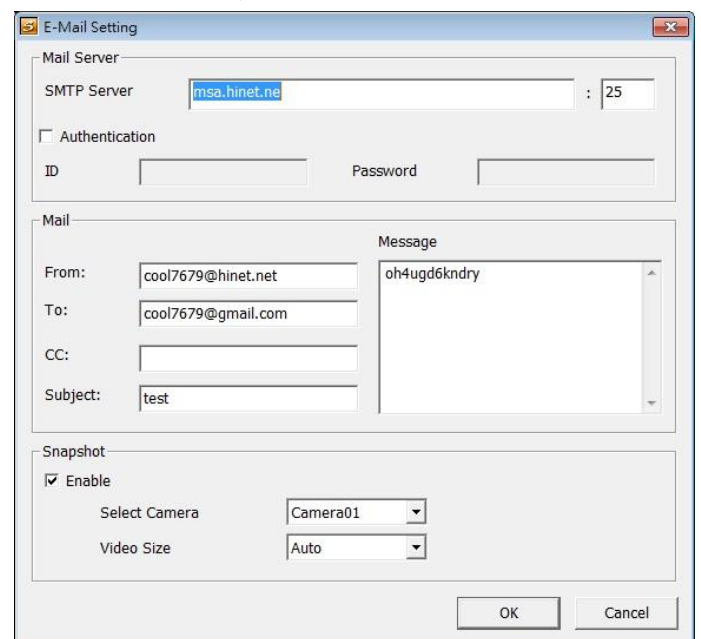 E-Mail Setting
Mail Server
SMTP Server msa.hinet.ne : 25
Authentication
ID Password
Mail
Message
From: cool7679@hinet.net oh4ugd6kndry
To: cool7679@gmail.com
CC:
Subject: test
Snapshot
Enable
Select Camera Camera01
Video Size Auto
OK Cancel